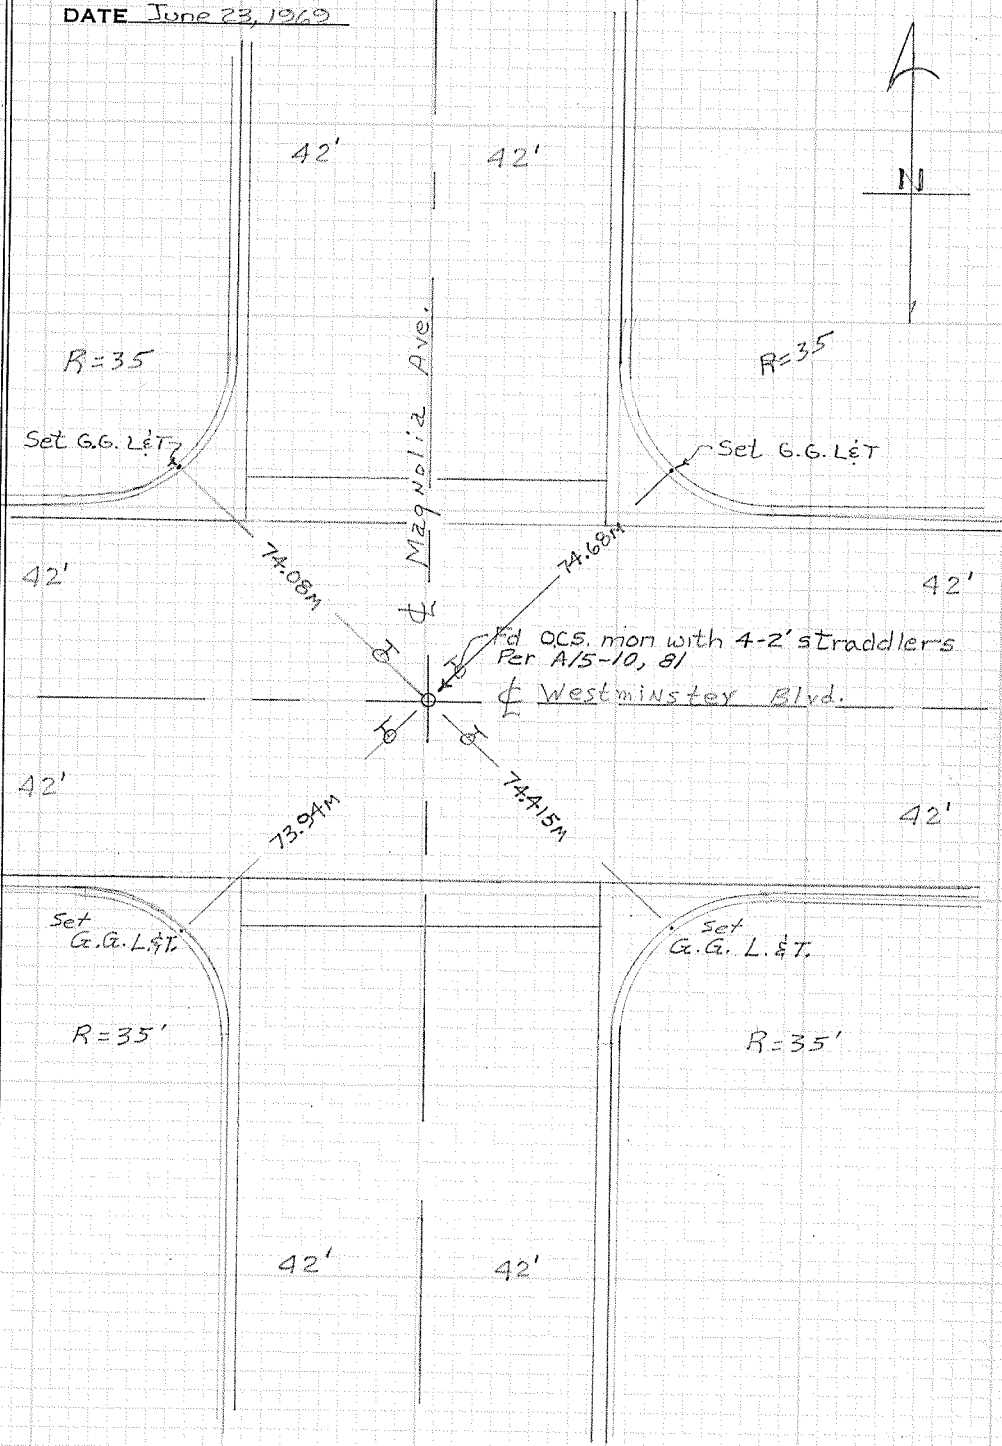 DATE June 23, 1969
42'
42'
N
Magnolia Ave.
R=35
R=35
Set G.G. L&T
Set G.G. L&T
74.08M
74.68M
42'
42'
Fd O.C.S. mon with 4-2' straddlers
Per A15-10, 81
℄ Westminster Blvd.
℄
42'
42'
73.94M
74.415M
Set
G.G. L.&T.
Set
G.G. L.&T.
R=35'
R=35'
42'
42'